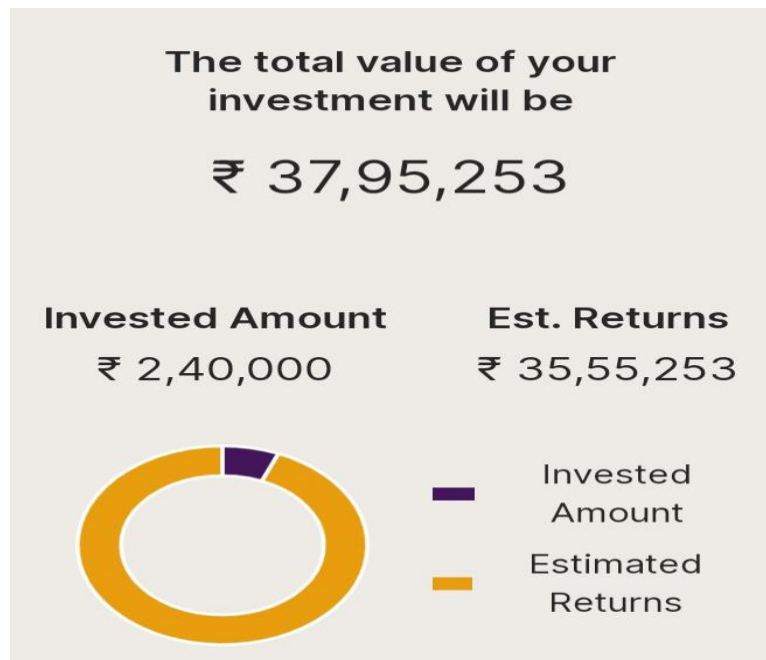 The total value of your
investment will be
₹ 37,95,253
Invested Amount
₹ 2,40,000
Est. Returns
₹ 35,55,253
Invested
Amount
Estimated
Returns